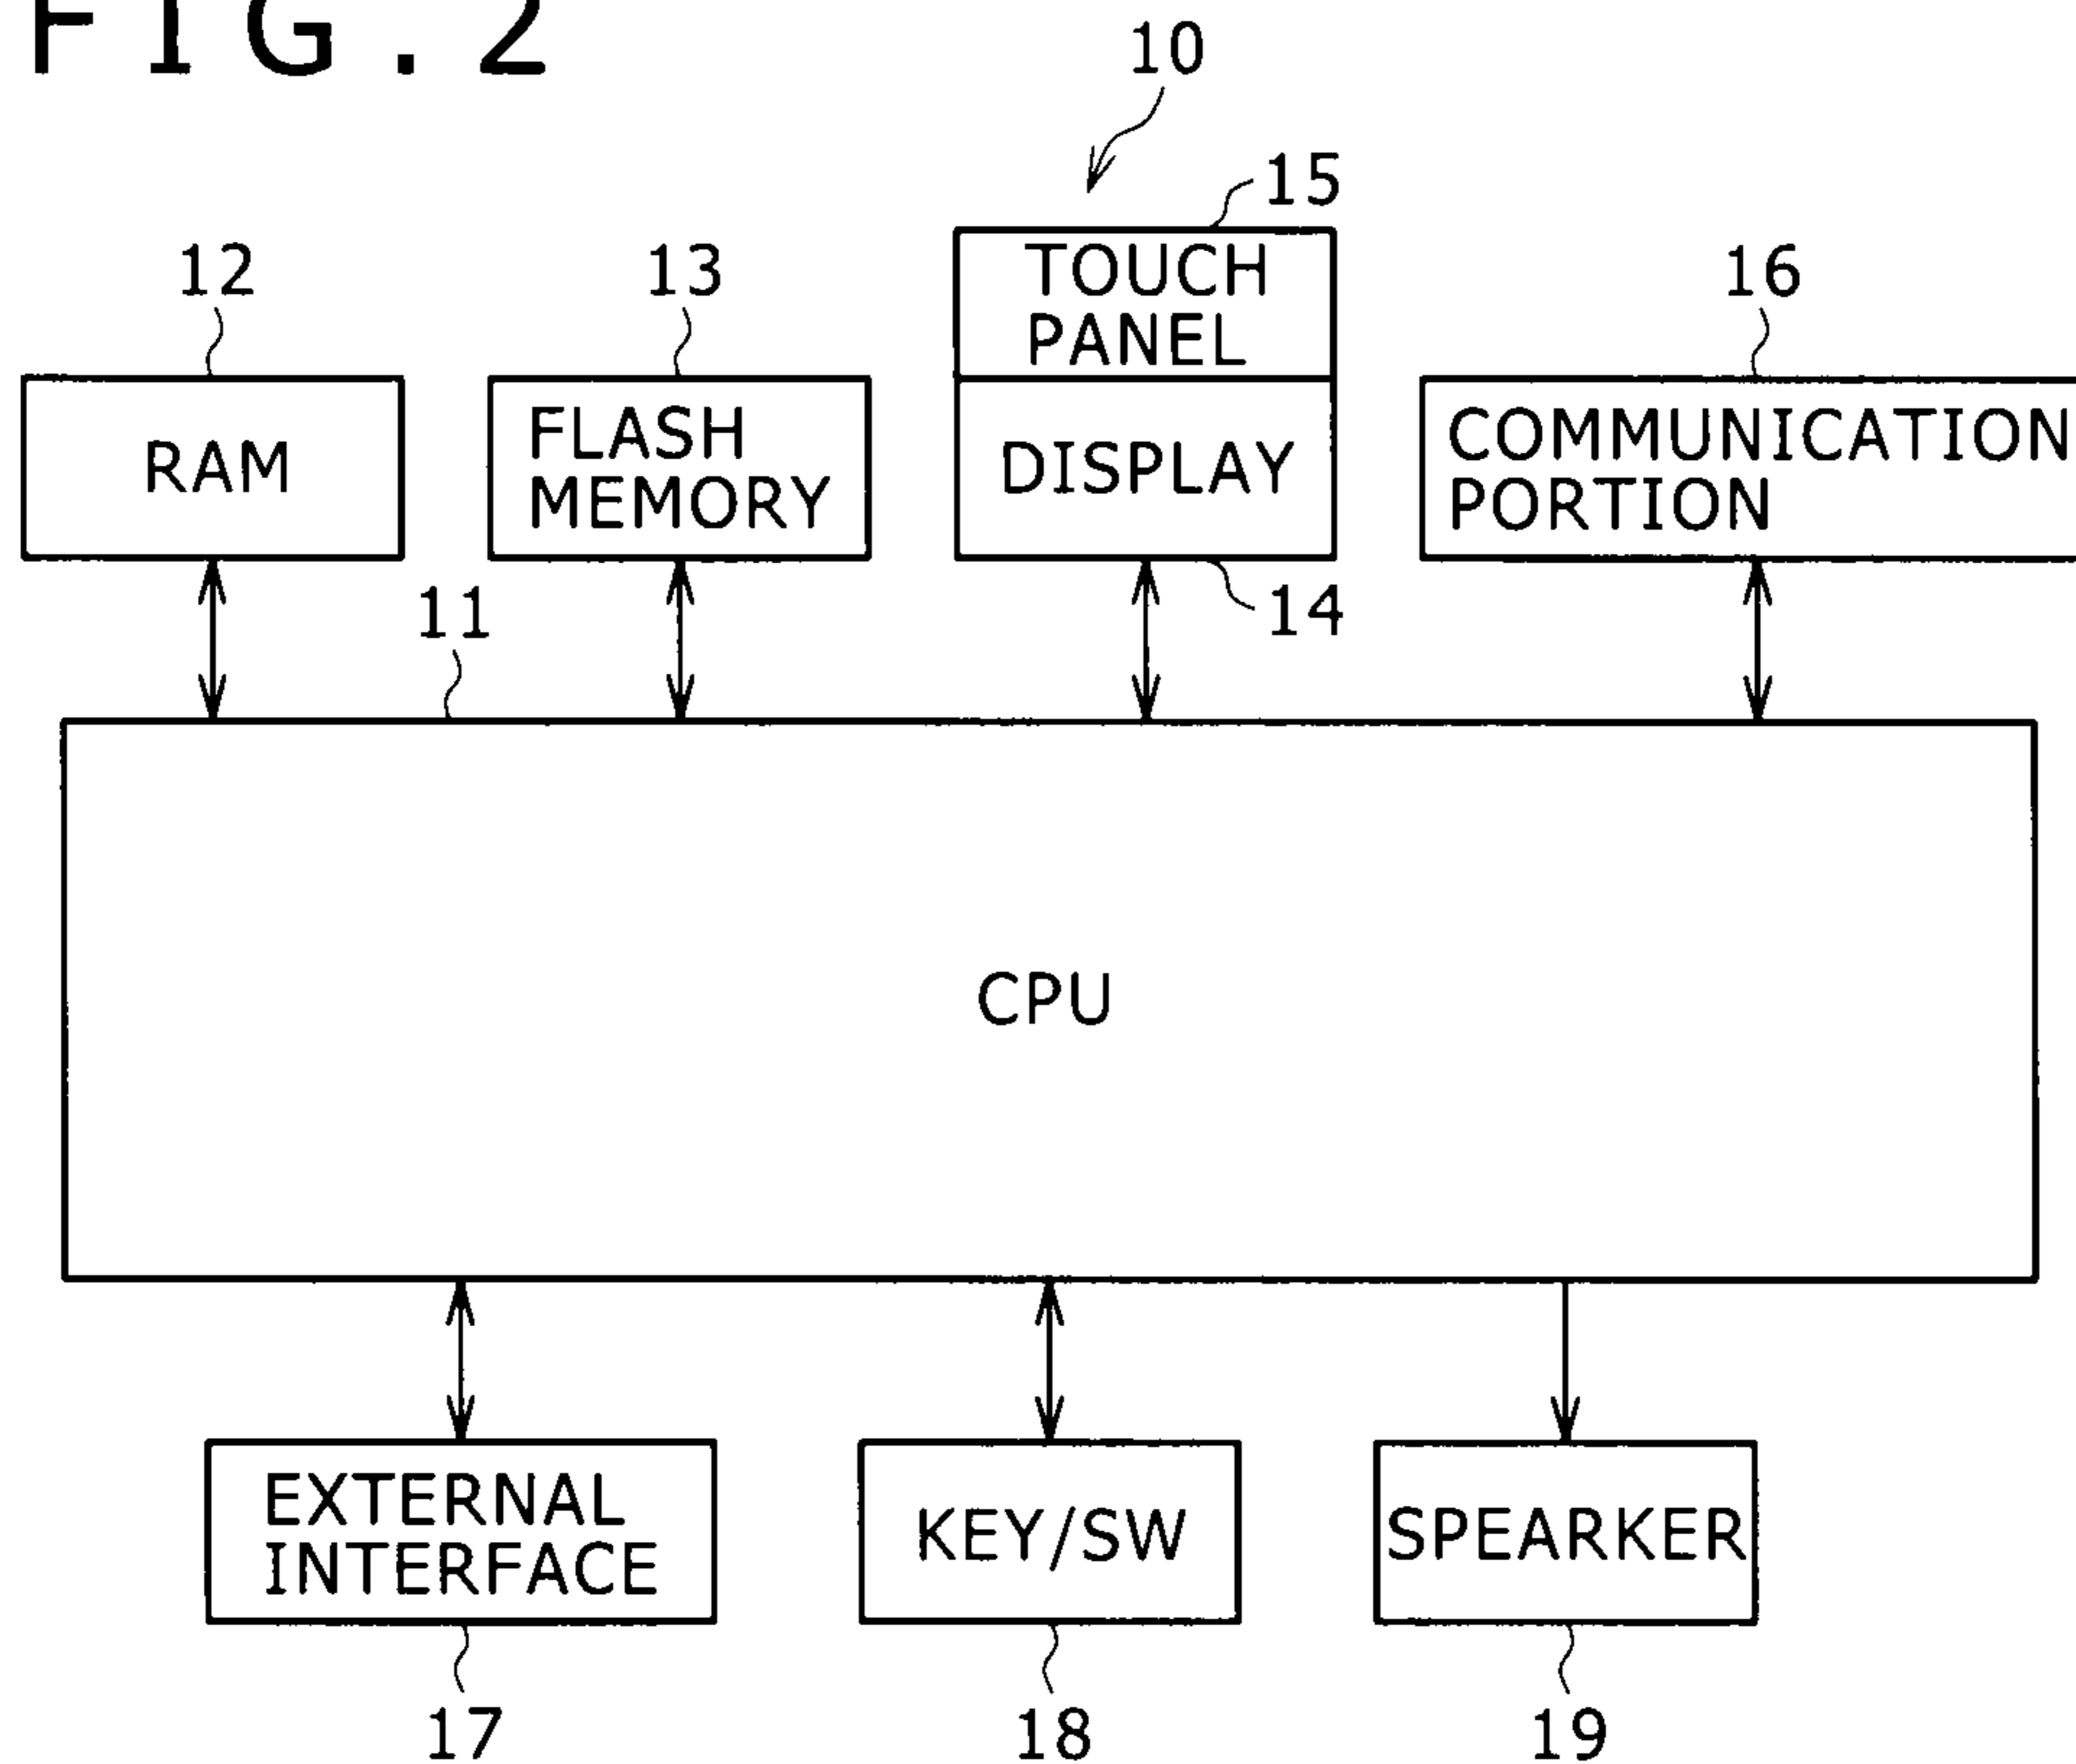 FIG.2
10
15
12
13
TOUCH
PANEL
16
RAM
FLASH
MEMORY
DISPLAY
COMMUNICATION
PORTION
11
14
CPU
EXTERNAL
INTERFACE
KEY/SW
SPEARKER
17
18
19